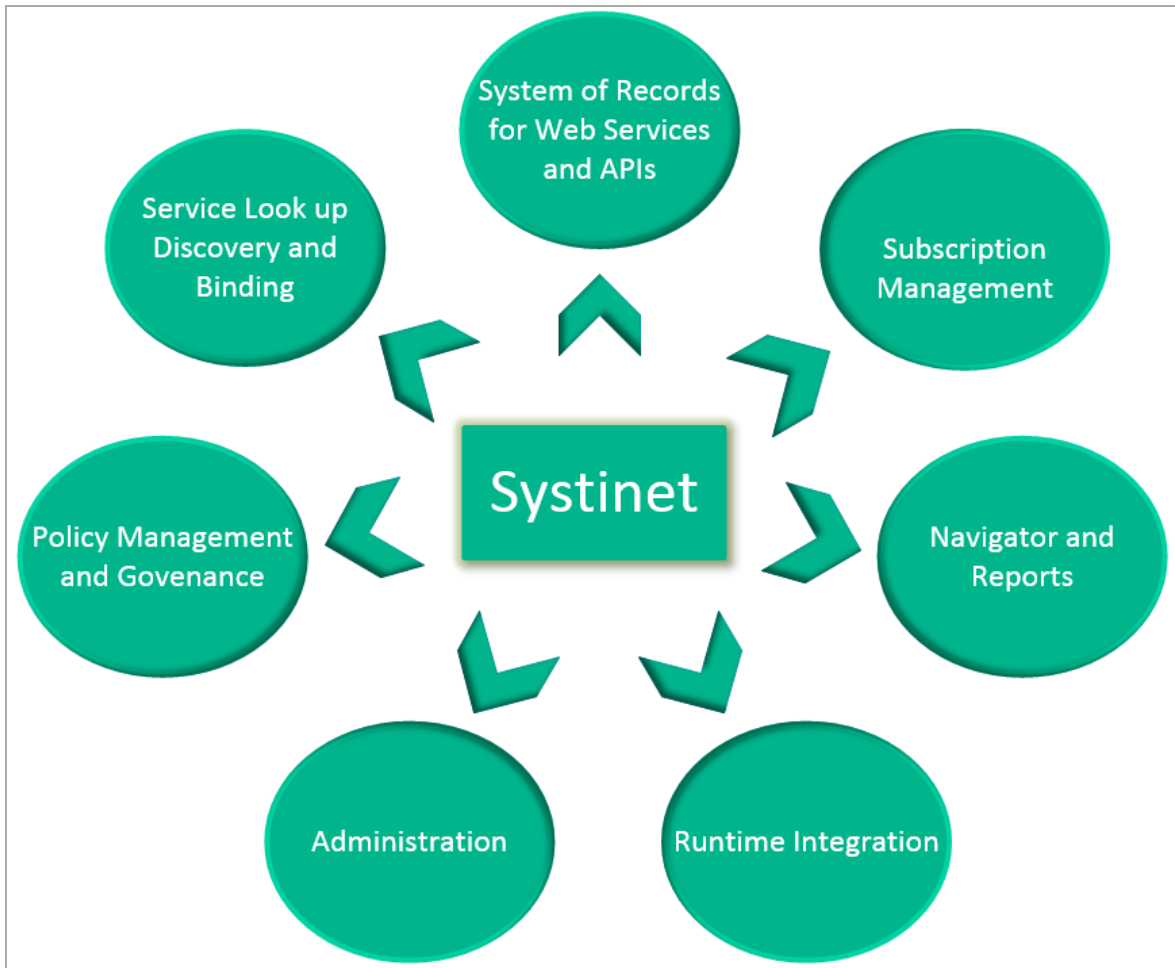 System of Records
for Web Services
and APIs
Service Look up
Discovery and
Binding
Subscription
Management
Systinet
Policy Management
and Govenance
Navigator and
Reports
Administration
Runtime Integration